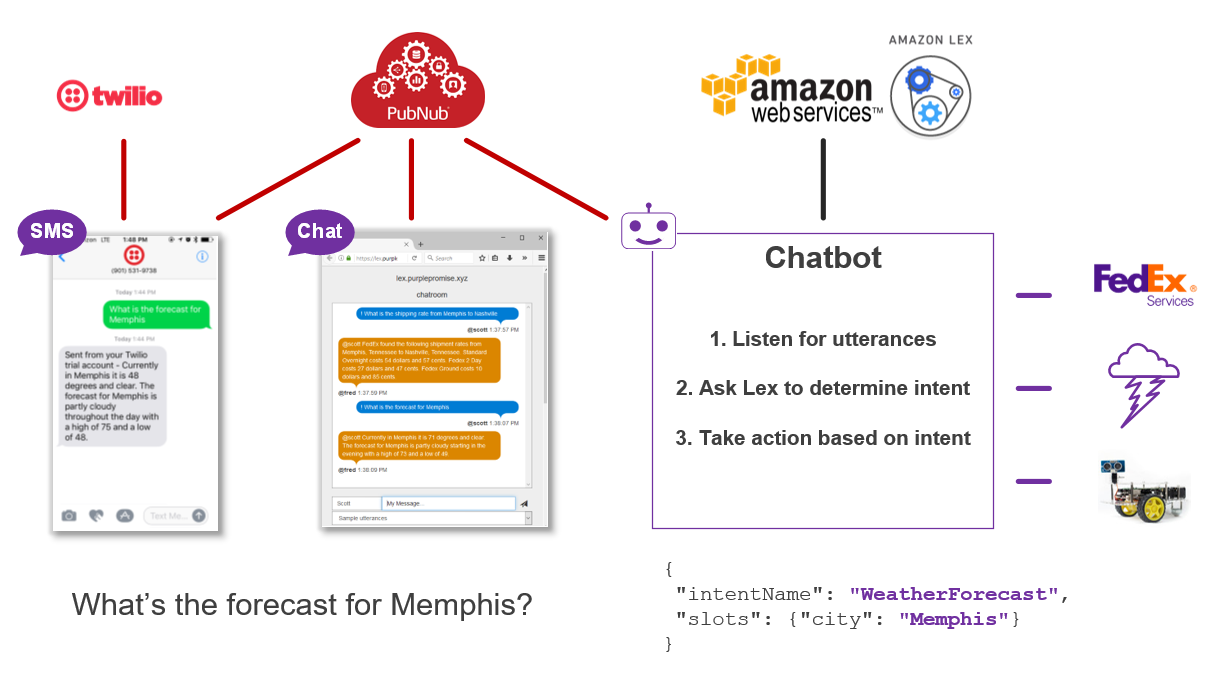 twilio
PubNub
amazon
web services™
AMAZON LEX
SMS
1:48 PM
LTE
(901) 531-9738
Today 1:44 PM
What is the forecast for
Memphis
Today 1:44 PM
Sent from your Twilio
trial account - Currently
in Memphis it is 48
degrees and clear. The
forecast for Memphis is
partly cloudy
throughout the day with
a high of 75 and a low
of 48.
Text Me...
Chat
https://lex.purpk
Search
lex.purplepromise.xyz
chatroom
! What is the shipping rate from Memphis to Nashville
@scott 1:37:57 PM
@scott FedEx found the following shipment rates from
Memphis, Tennessee to Nashville, Tennessee. Standard
Overnight costs 54 dollars and 57 cents. Fedex 2 Day
costs 27 dollars and 47 cents. Fedex Ground costs 10
dollars and 65 cents.
@fred 1:37:59 PM
! What is the forecast for Memphis
@scott 1:38:07 PM
@scott Currently in Memphis it is 71 degrees and clear.
The forecast for Memphis is partly cloudy starting in the
evening with a high of 73 and a low of 49
@fred 1:38:09 PM
Scott
My Message...
Sample utterances
Chatbot
1. Listen for utterances
2. Ask Lex to determine intent
3. Take action based on intent
FedEx®
Services
What’s the forecast for Memphis?
{
"intentName": "WeatherForecast",
"slots": {"city": "Memphis"}
}